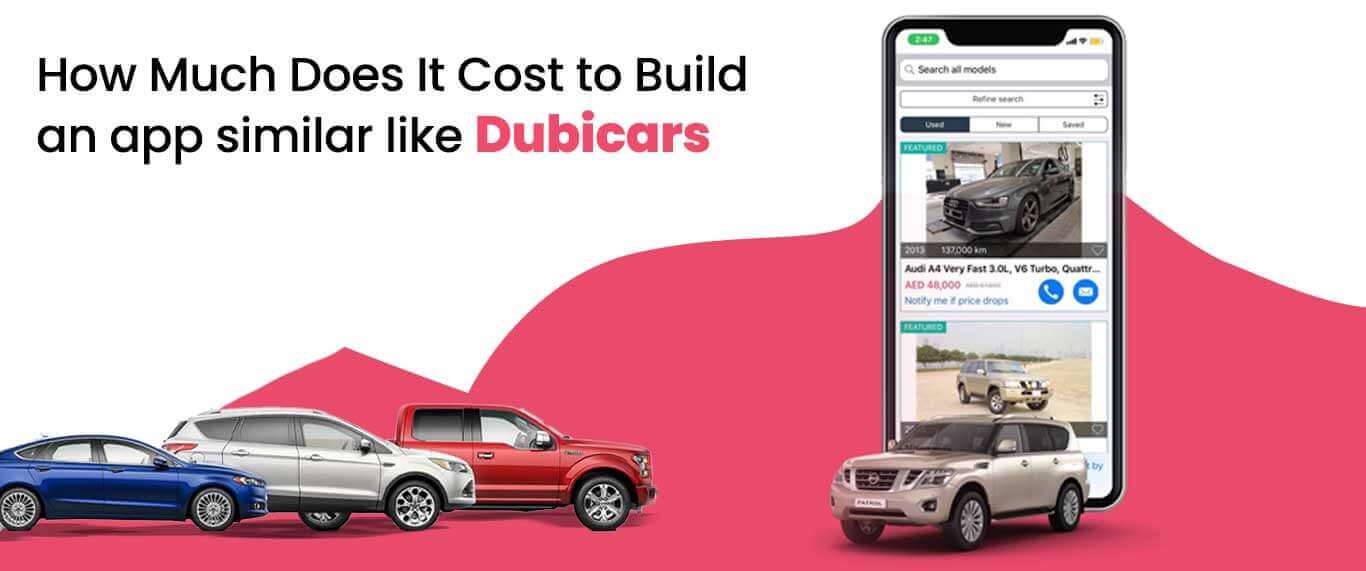 How Much Does It Cost to Build
an app similar like Dubicars
2:47
Search all models
Refine search
Used New Saved
FEATURED
2013 137,000 km
Audi A4 Very Fast 3.0L, V6 Turbo, Quattr...
AED 48,000
Notify me if price drops
FEATURED
t by
PATROL